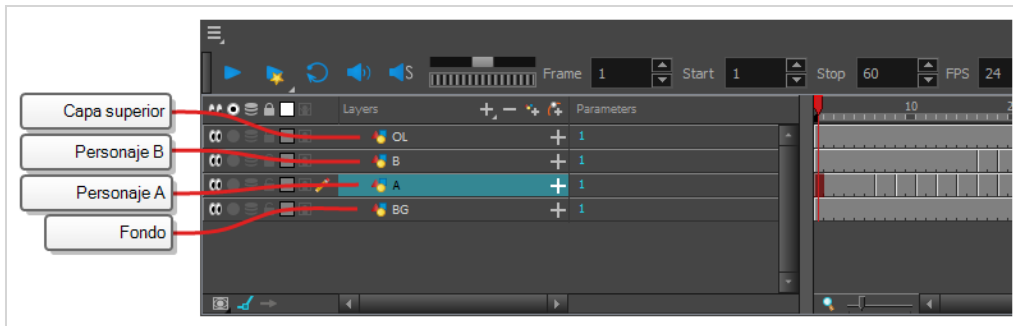 S Frame 1 Start 1 Stop 60 FPS 24
Capa superior
Layers Parameters 10 2
OL 1
Personaje B
B 1
Personaje A
A 1
BG 1
Fondo